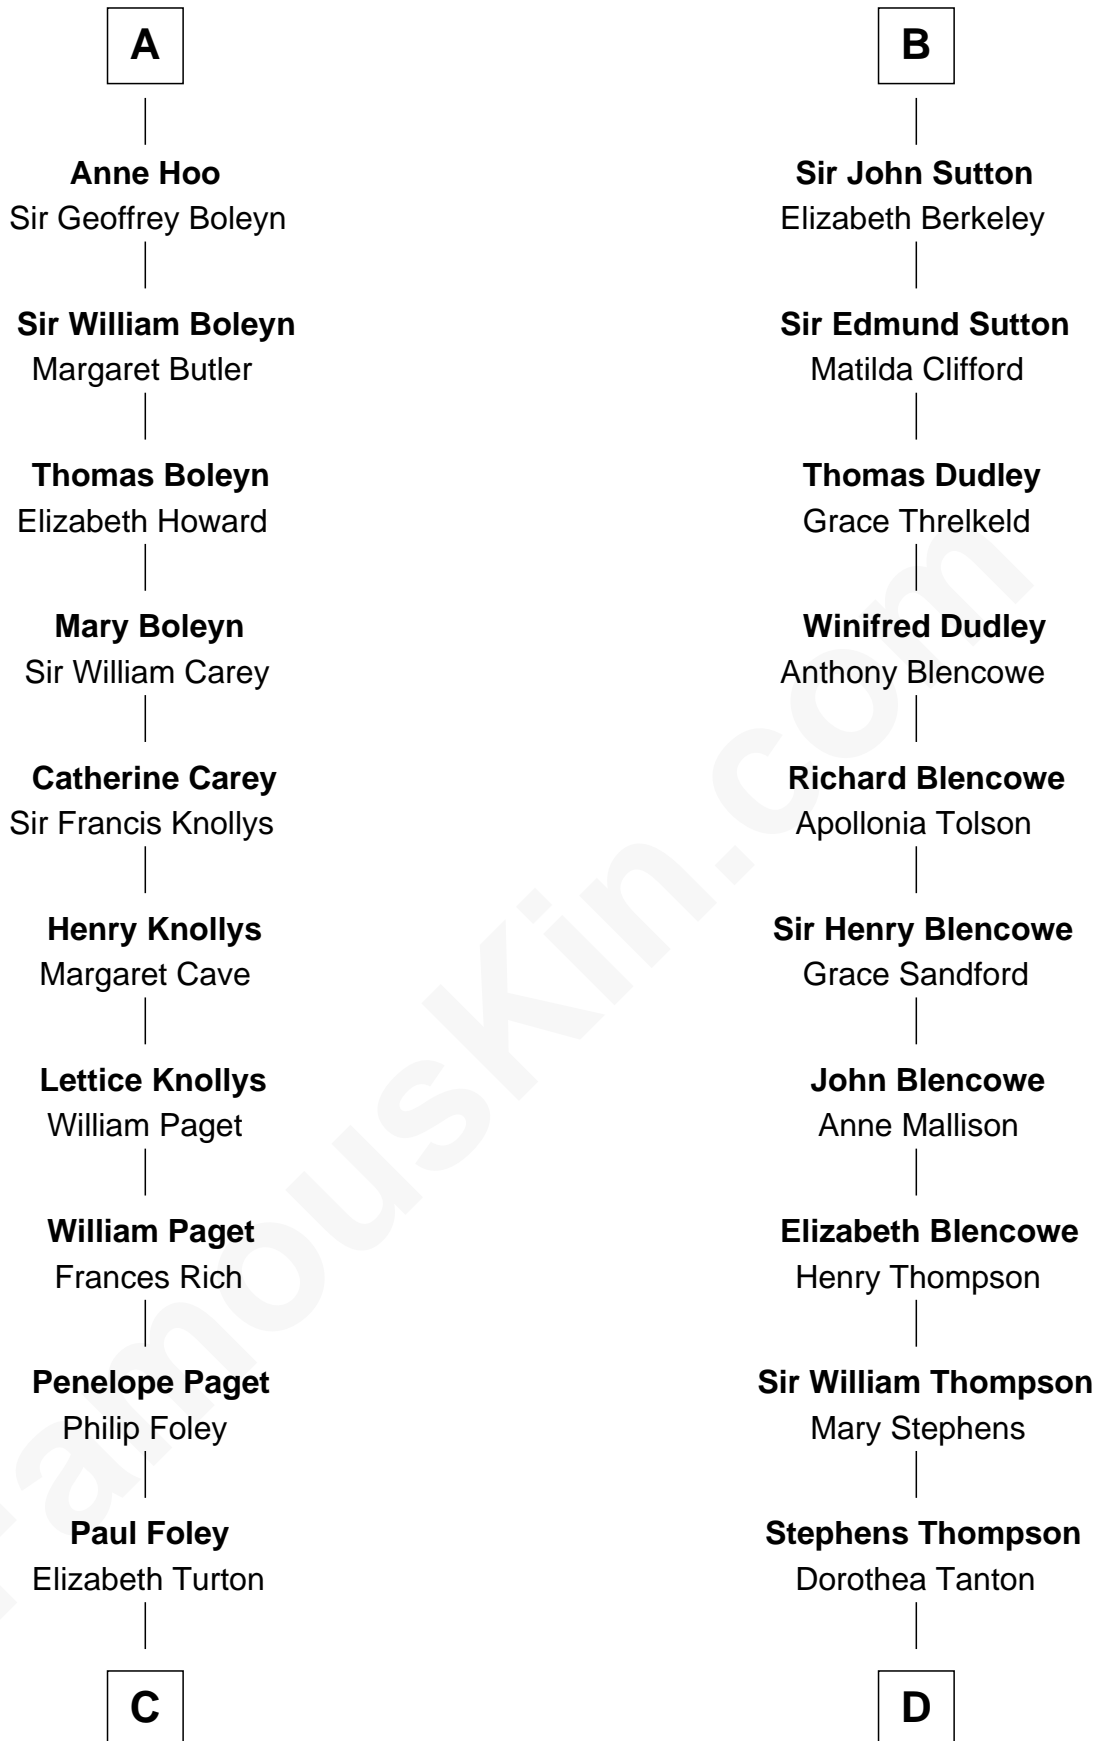 A
Anne Hoo
Sir Geoffrey Boleyn
Sir William Boleyn
Margaret Butler
Thomas Boleyn
Elizabeth Howard
Mary Boleyn
Sir William Carey
Catherine Carey
Sir Francis Knollys
Henry Knollys
Margaret Cave
Lettice Knollys
William Paget
William Paget
Frances Rich
Penelope Paget
Philip Foley
Paul Foley
Elizabeth Turton
C
B
Sir John Sutton
Elizabeth Berkeley
Sir Edmund Sutton
Matilda Clifford
Thomas Dudley
Grace Threlkeld
Winifred Dudley
Anthony Blencowe
Richard Blencowe
Apollonia Tolson
Sir Henry Blencowe
Grace Sandford
John Blencowe
Anne Mallison
Elizabeth Blencowe
Henry Thompson
Sir William Thompson
Mary Stephens
Stephens Thompson
Dorothea Tanton
D
FamousKin.com